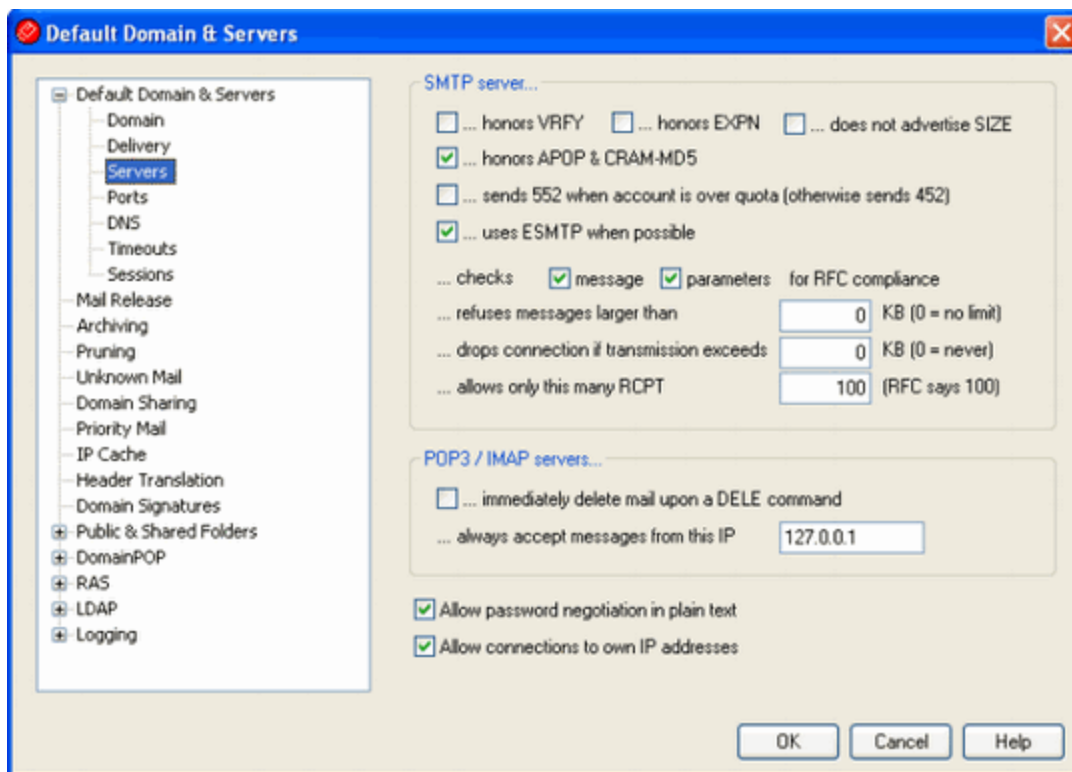 Default Domain & Servers
Default Domain & Servers
Domain
Delivery
Servers
Ports
DNS
Timeouts
Sessions
Mail Release
Archiving
Pruning
Unknown Mail
Domain Sharing
Priority Mail
IP Cache
Header Translation
Domain Signatures
Public & Shared Folders
DomainPOP
RAS
LDAP
Logging
SMTP server...
... honors VRFY ... honors EXPN ... does not advertise SIZE
... honors APOP & CRAM-MD5
... sends 552 when account is over quota (otherwise sends 452)
... uses ESMTP when possible
... checks message parameters for RFC compliance
... refuses messages larger than 0 KB (0 = no limit)
... drops connection if transmission exceeds 0 KB (0 = never)
... allows only this many RCPT 100 (RFC says 100)
POP3 / IMAP servers...
... immediately delete mail upon a DELE command
... always accept messages from this IP 127.0.0.1
Allow password negotiation in plain text
Allow connections to own IP addresses
OK Cancel Help